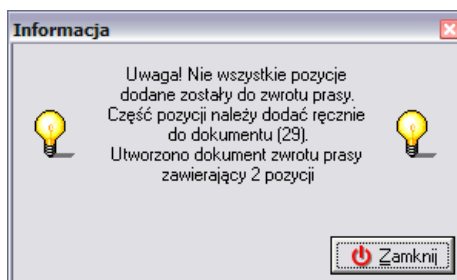 Informacja
Uwaga! Nie wszystkie pozycje
dodane zostały do zwrotu prasy.
Część pozycji należy dodać ręcznie
do dokumentu (29).
Utworzono dokument zwrotu prasy
zawierający 2 pozycji
Zamknij